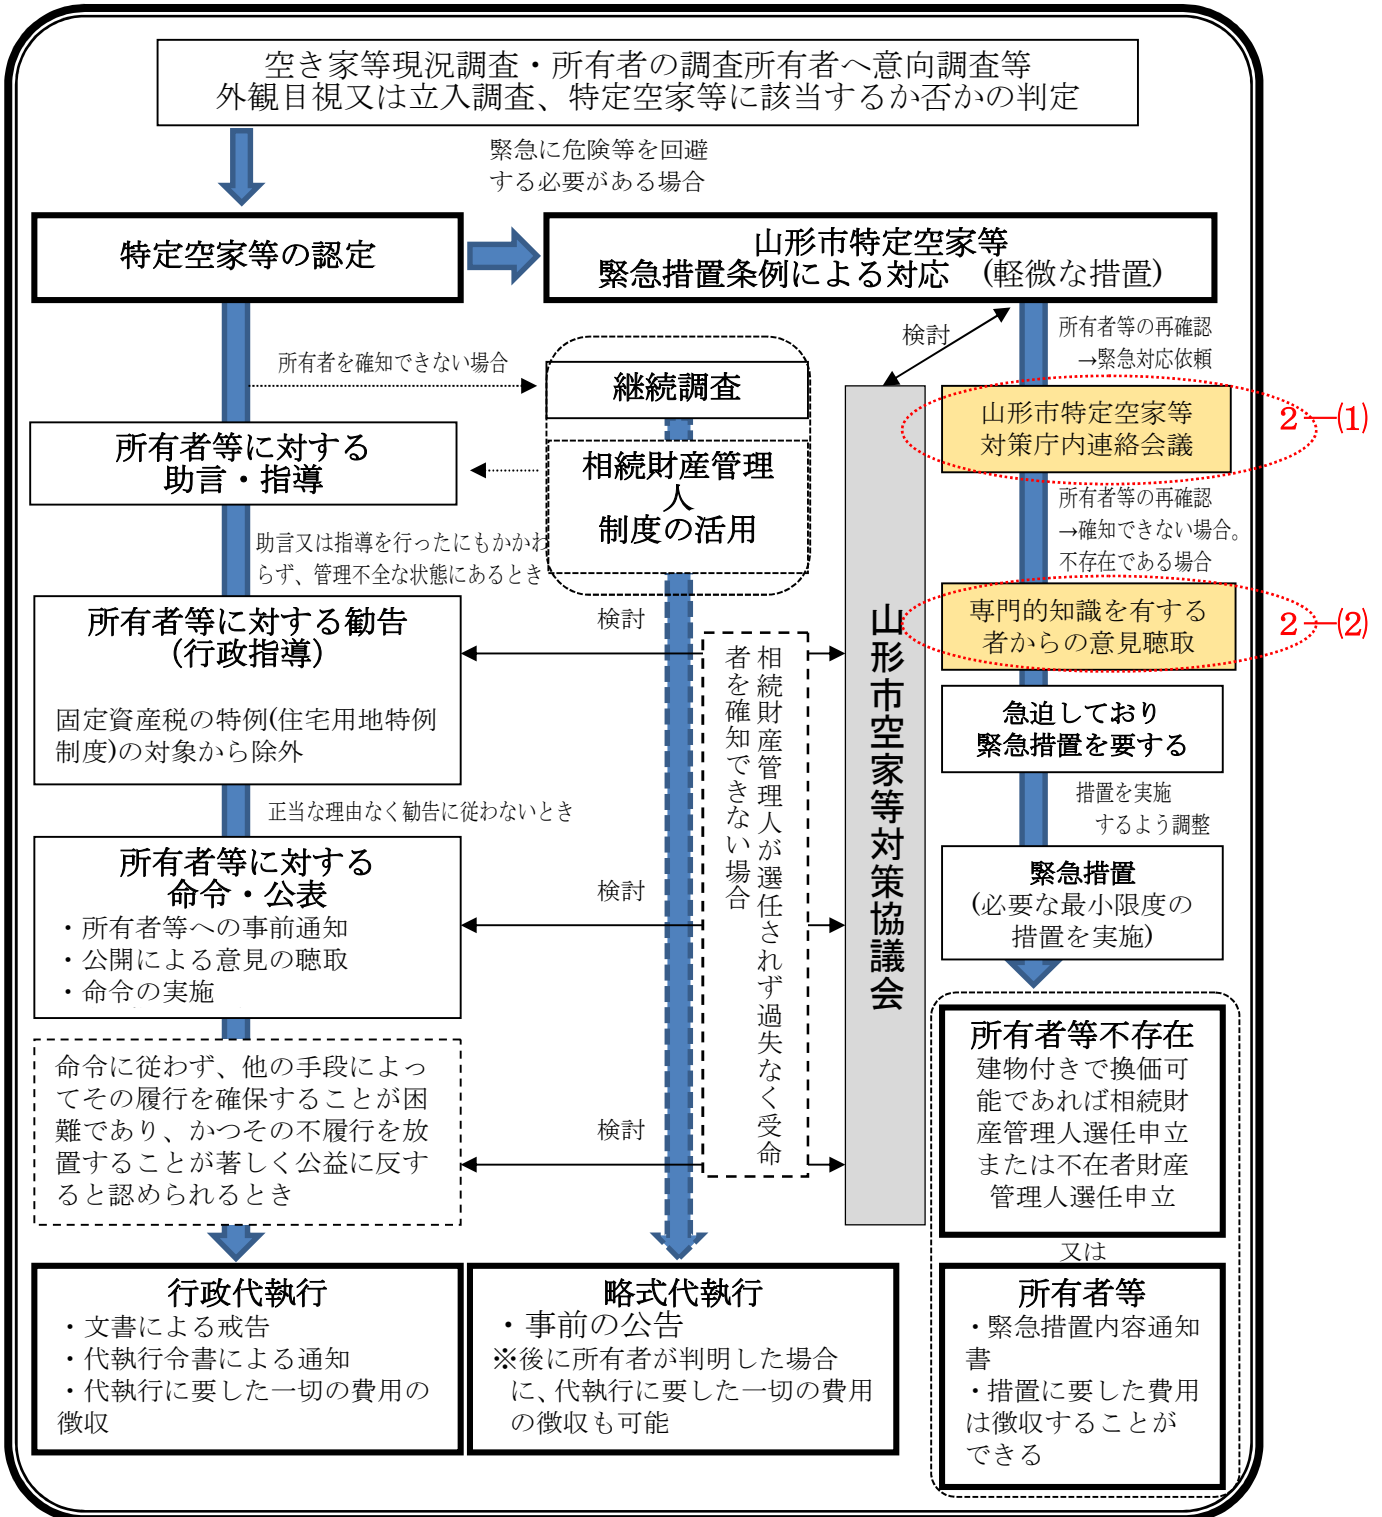 空き家等現況調査・所有者の調査所有者へ意向調査等
外観目視又は立入調査、特定空家等に該当するか否かの判定
緊急に危険等を回避
する必要がある場合
特定空家等の認定
山形市特定空家等
緊急措置条例による対応 (軽微な措置)
所有者を確知できない場合
継続調査
相続財産管理
人
制度の活用
所有者等に対する
助言・指導
助言又は指導を行ったにもかかわ
らず、管理不全な状態にあるとき
所有者等に対する勧告
(行政指導)
固定資産税の特例(住宅用地特例
制度)の対象から除外
正当な理由なく勧告に従わないとき
所有者等に対する
命令・公表
・所有者等への事前通知
・公開による意見の聴取
・命令の実施
命令に従わず、他の手段によっ
てその履行を確保することが困
難であり、かつその不履行を放
置することが著しく公益に反す
ると認められるとき
行政代執行
・文書による戒告
・代執行令書による通知
・代執行に要した一切の費用の
徴収
検討
検討
検討
検討
相続財産管理人が選任されず過失なく受命
者を確知できない場合
略式代執行
・事前の公告
※後に所有者が判明した場合
に、代執行に要した一切の費用
の徴収も可能
山形市空家等対策協議会
所有者等の再確認
→緊急対応依頼
山形市特定空家等
対策庁内連絡会議
2―(1)
所有者等の再確認
→確知できない場合。
不存在である場合
専門的知識を有する
者からの意見聴取
2―(2)
急迫しており
緊急措置を要する
措置を実施
するよう調整
緊急措置
(必要な最小限度の
措置を実施)
所有者等不存在
建物付きで換価可
能であれば相続財
産管理人選任申立
または不在者財産
管理人選任申立
又は
所有者等
・緊急措置内容通知
書
・措置に要した費用
は徴収することが
できる